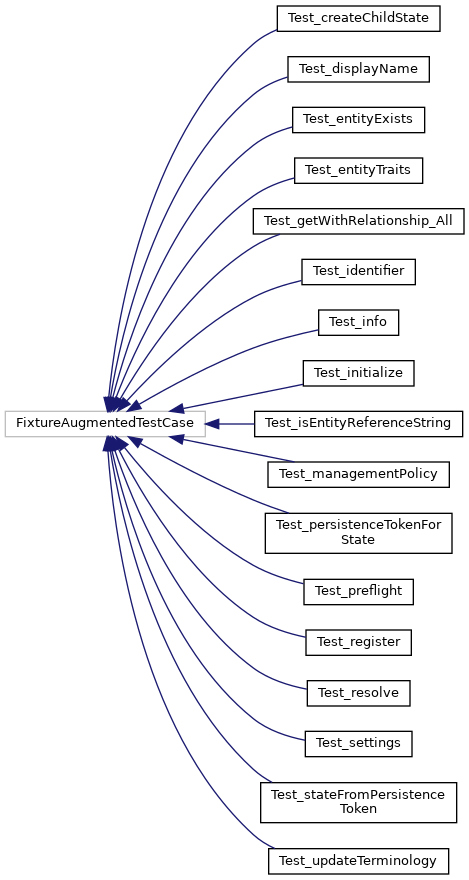 Test_createChildState
Test_displayName
Test_entityExists
Test_entityTraits
Test_getWithRelationship_All
Test_identifier
Test_info
Test_initialize
FixtureAugmentedTestCase
Test_isEntityReferenceString
Test_managementPolicy
Test_persistenceTokenFor
State
Test_preflight
Test_register
Test_resolve
Test_settings
Test_stateFromPersistence
Token
Test_updateTerminology